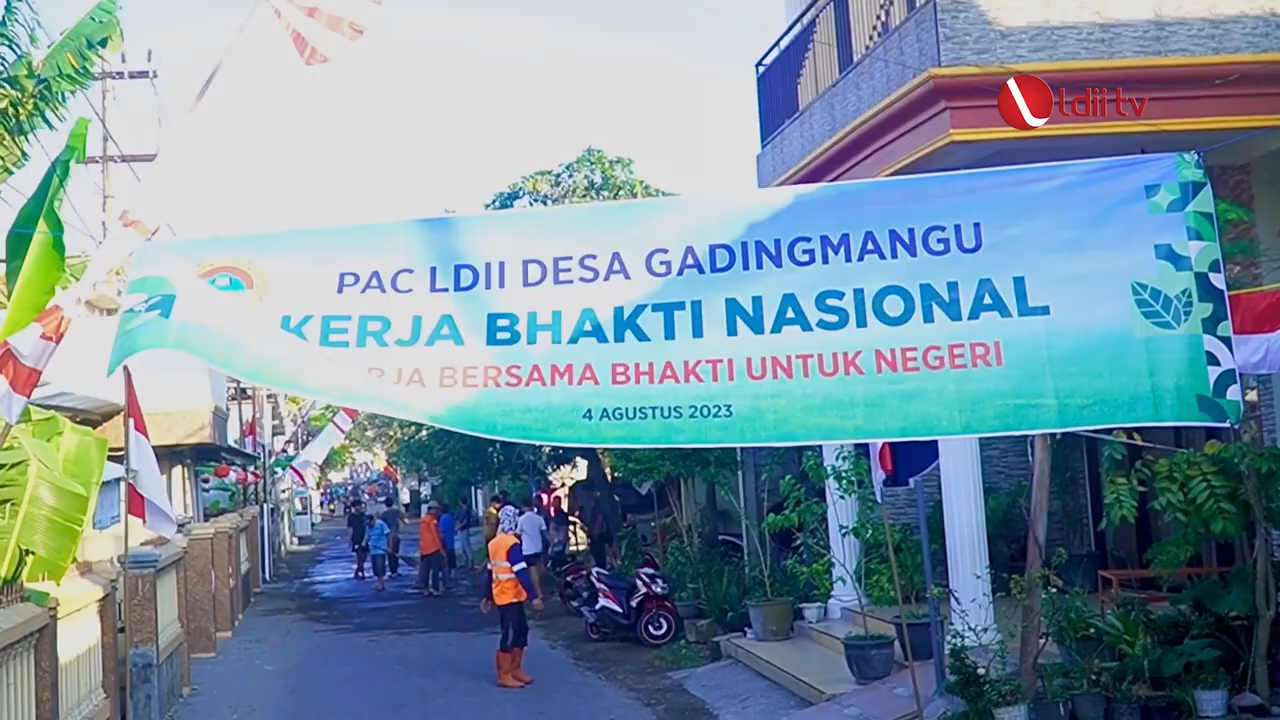 ldii tv
PAC LDII DESA GADINGMANGU
KERJA BHAKTI NASIONAL
BERSAMA BHAKTI UNTUK NEGERI
4 AGUSTUS 2023